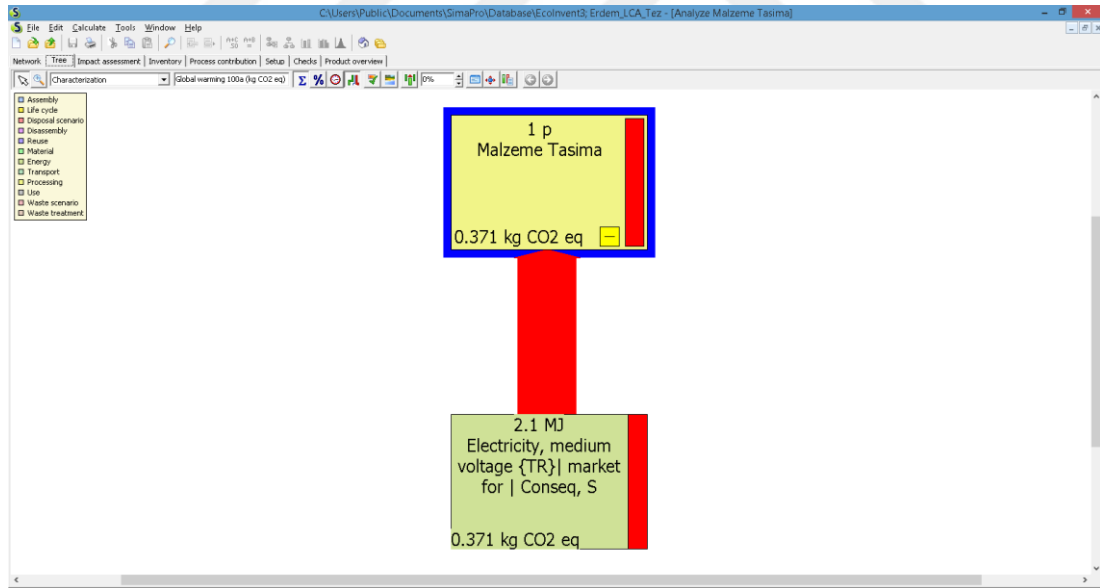 C:\Users\Public\Documents\SimaPro\Database\EcoInvent3; Erdem_LCA_Tez - [Analyze Malzeme Tasima]
File Edit Calculate Tools Window Help
Network Tree Impact assessment Inventory Process contribution Setup Checks Product overview
Characterization Global warming 100a (kg CO2 eq) Σ % 0%
Assembly
Life cycle
Disposal scenario
Disassembly
Reuse
Material
Energy
Transport
Processing
Use
Waste scenario
Waste treatment
1 p
Malzeme Tasima
0.371 kg CO2 eq
2.1 MJ
Electricity, medium
voltage {TR}| market
for | Conseq, S
0.371 kg CO2 eq